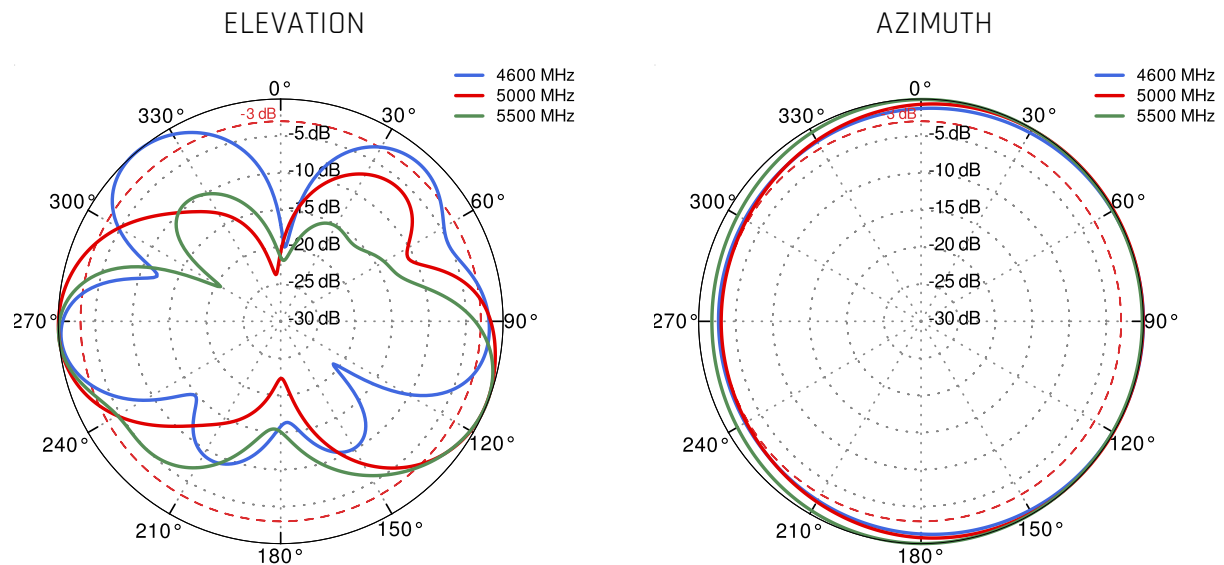 ELEVATION
4600 MHz
5000 MHz
5500 MHz
0°
30°
60°
90°
120°
150°
180°
210°
240°
270°
300°
330°
-3 dB
-5 dB
-10 dB
-15 dB
-20 dB
-25 dB
-30 dB
AZIMUTH
4600 MHz
5000 MHz
5500 MHz
0°
30°
60°
90°
120°
150°
180°
210°
240°
270°
300°
330°
3 dB
-5 dB
-10 dB
-15 dB
-20 dB
-25 dB
-30 dB